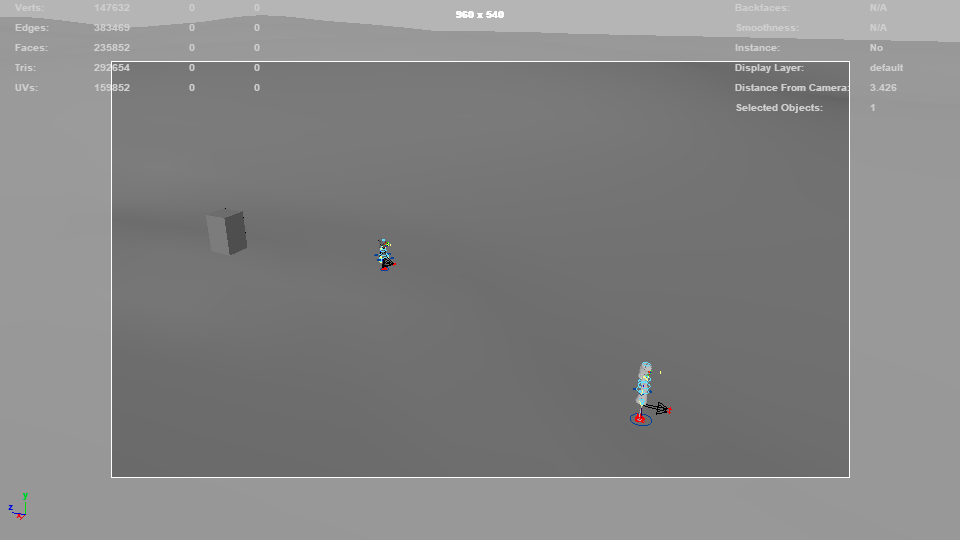 Verts: 147632 0 0 960 x 540 Backfaces: N/A
Edges: 383489 0 0 Smoothness: N/A
Faces: 235852 0 0 Instance: No
Tris: 292654 0 0 Display Layer: default
UVs: 159852 0 0 Distance From Camera: 3.426
Selected Objects: 1
y
z
x